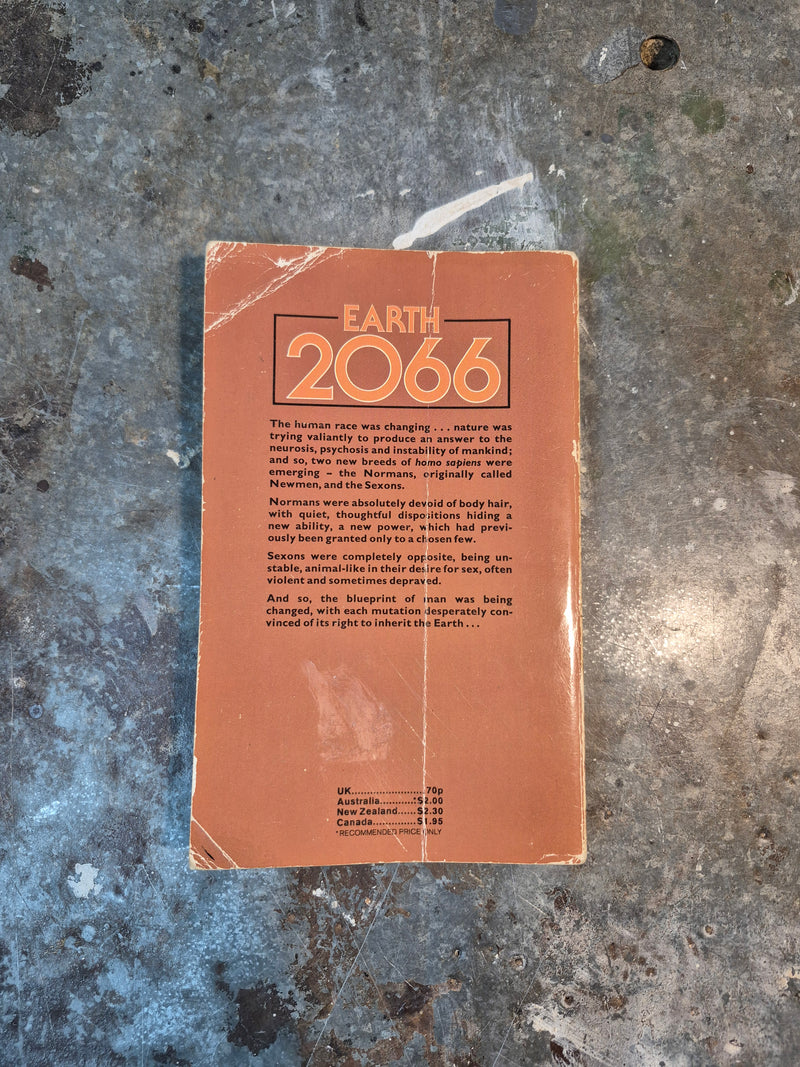 EARTH
2066
The human race was changing . . . nature was
trying valiantly to produce an answer to the
neurosis, psychosis and instability of mankind;
and so, two new breeds of homo sapiens were
emerging – the Normans, originally called
Newmen, and the Sexons.
Normans were absolutely devoid of body hair,
with quiet, thoughtful dispositions hiding a
new ability, a new power, which had previ-
ously been granted only to a chosen few.
Sexons were completely opposite, being un-
stable, animal-like in their desire for sex, often
violent and sometimes depraved.
And so, the blueprint of man was being
changed, with each mutation desperately con-
vinced of its right to inherit the Earth . . .
UK........................70p
Australia...........*$2.00
New Zealand......$2.30
Canada..............$1.95
*RECOMMENDED PRICE ONLY